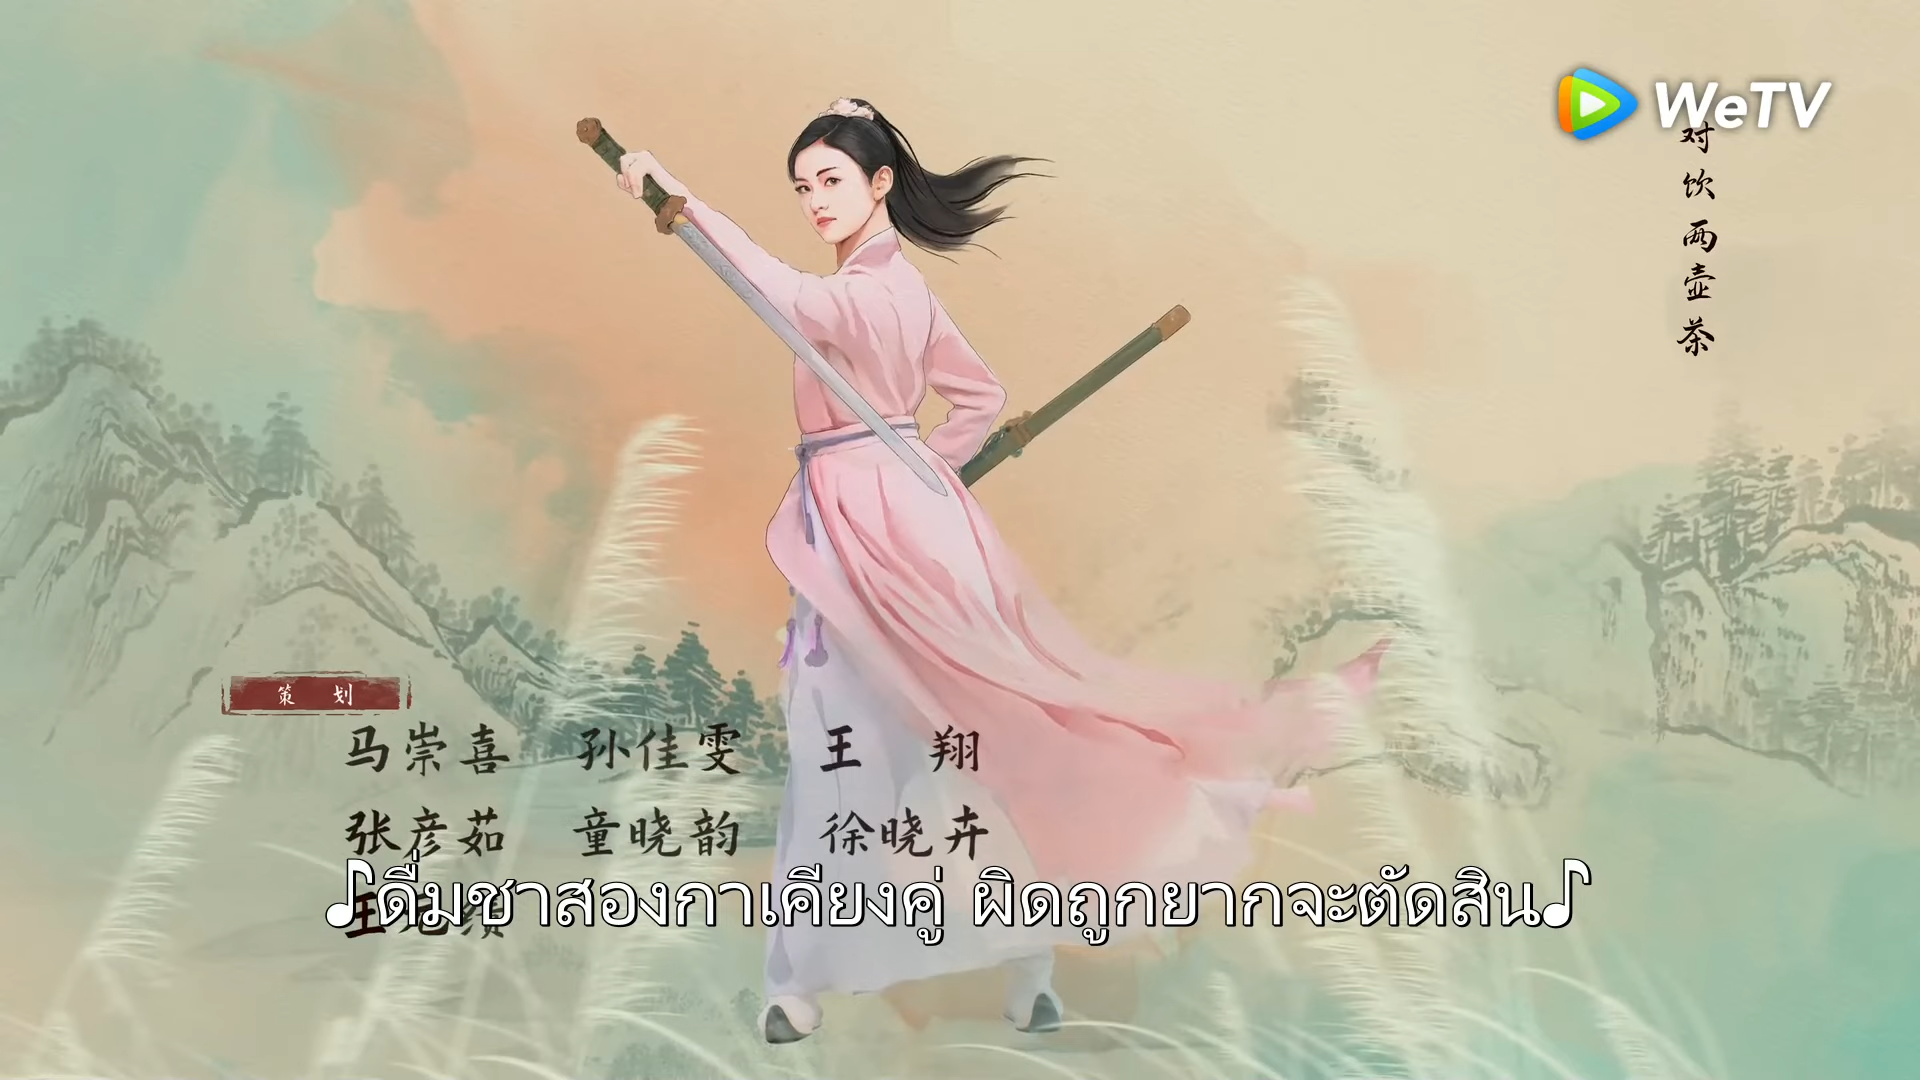 WeTV
对饮两壶茶
策划
马崇喜 孙佳雯 王翔
张彦茹 童晓韵 徐晓卉
♪ดื่มชาสองกาเคียงคู่ ผิดถูกยากจะตัดสิน♪